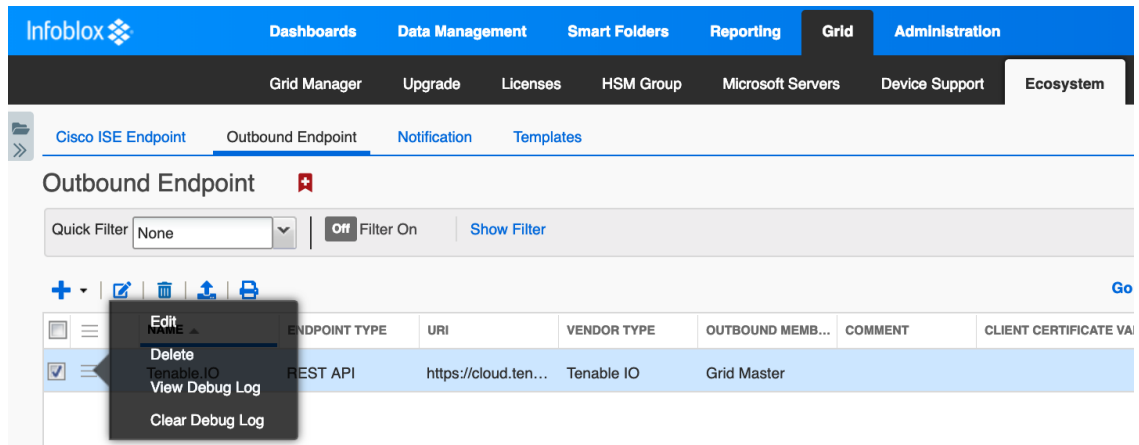 Infoblox Dashboards Data Management Smart Folders Reporting Grid Administration
Grid Manager Upgrade Licenses HSM Group Microsoft Servers Device Support Ecosystem
Cisco ISE Endpoint Outbound Endpoint Notification Templates
Outbound Endpoint
Quick Filter None Off Filter On Show Filter
Go
Edit
NAME ENDPOINT TYPE URI VENDOR TYPE OUTBOUND MEMB... COMMENT CLIENT CERTIFICATE VA
Delete
Tenable.IO REST API https://cloud.ten... Tenable IO Grid Master
View Debug Log
Clear Debug Log